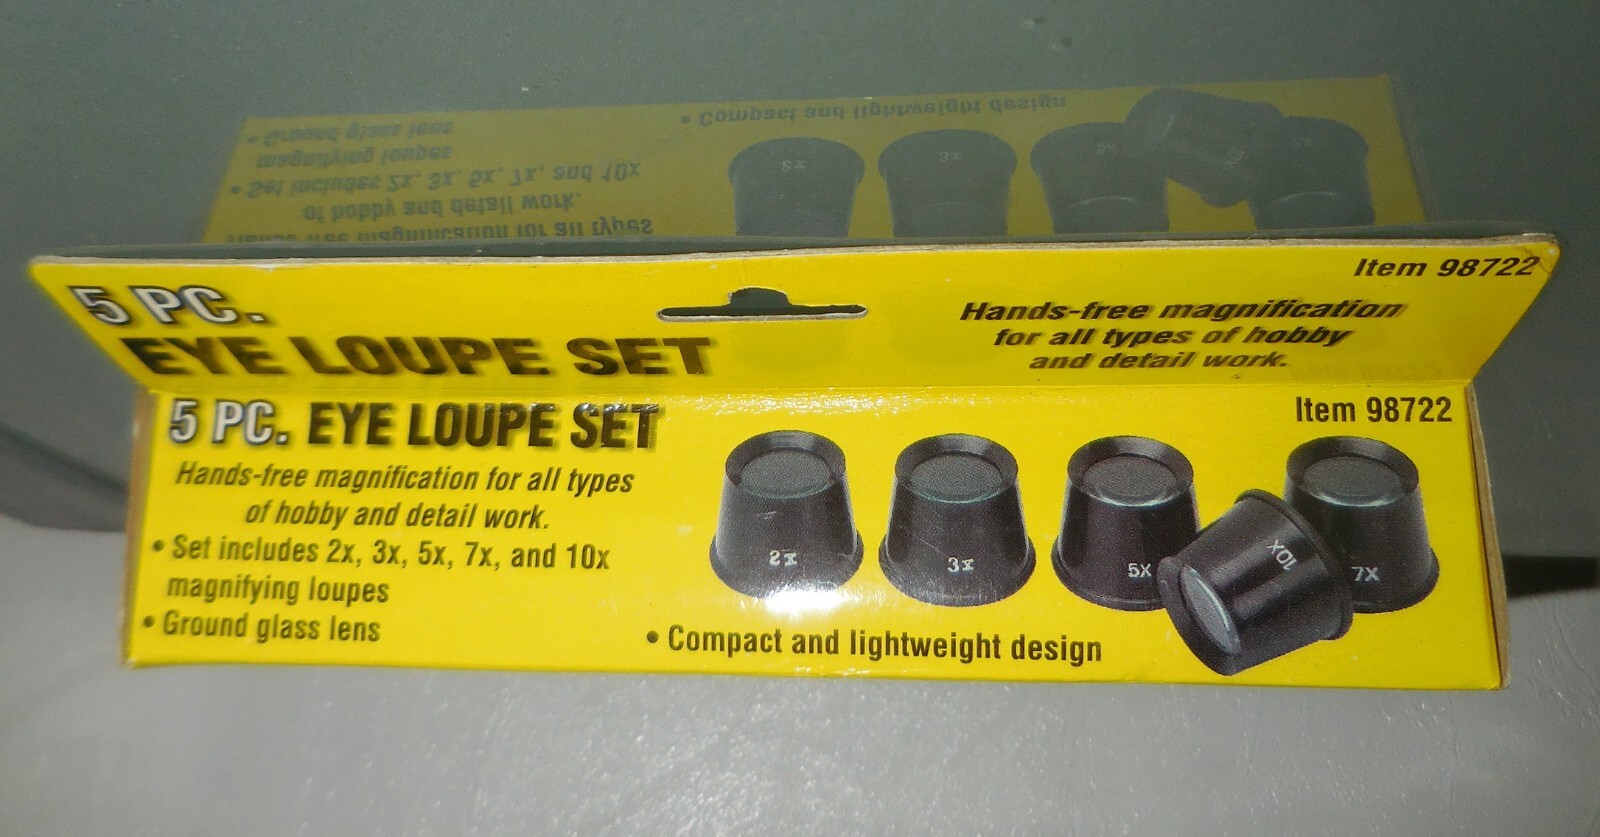 Item 98722
5 PC.
EYE LOUPE SET
Hands-free magnification
for all types of hobby
and detail work.
5 PC. EYE LOUPE SET
Item 98722
Hands-free magnification for all types
of hobby and detail work.
• Set includes 2x, 3x, 5x, 7x, and 10x
magnifying loupes
• Ground glass lens
2x
3x
5X
10X
7X
• Compact and lightweight design